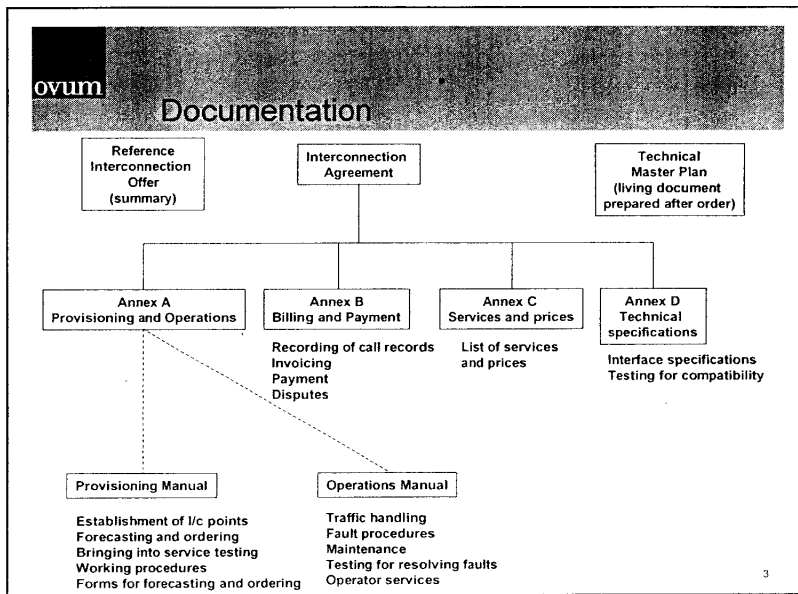 ovum
Documentation
Reference
Interconnection
Offer
(summary)
Interconnection
Agreement
Technical
Master Plan
(living document
prepared after order)
Annex A
Provisioning and Operations
Annex B
Billing and Payment
Recording of call records
Invoicing
Payment
Disputes
Annex C
Services and prices
List of services
and prices
Annex D
Technical
specifications
Interface specifications
Testing for compatibility
Provisioning Manual
Establishment of I/c points
Forecasting and ordering
Bringing into service testing
Working procedures
Forms for forecasting and ordering
Operations Manual
Traffic handling
Fault procedures
Maintenance
Testing for resolving faults
Operator services
3